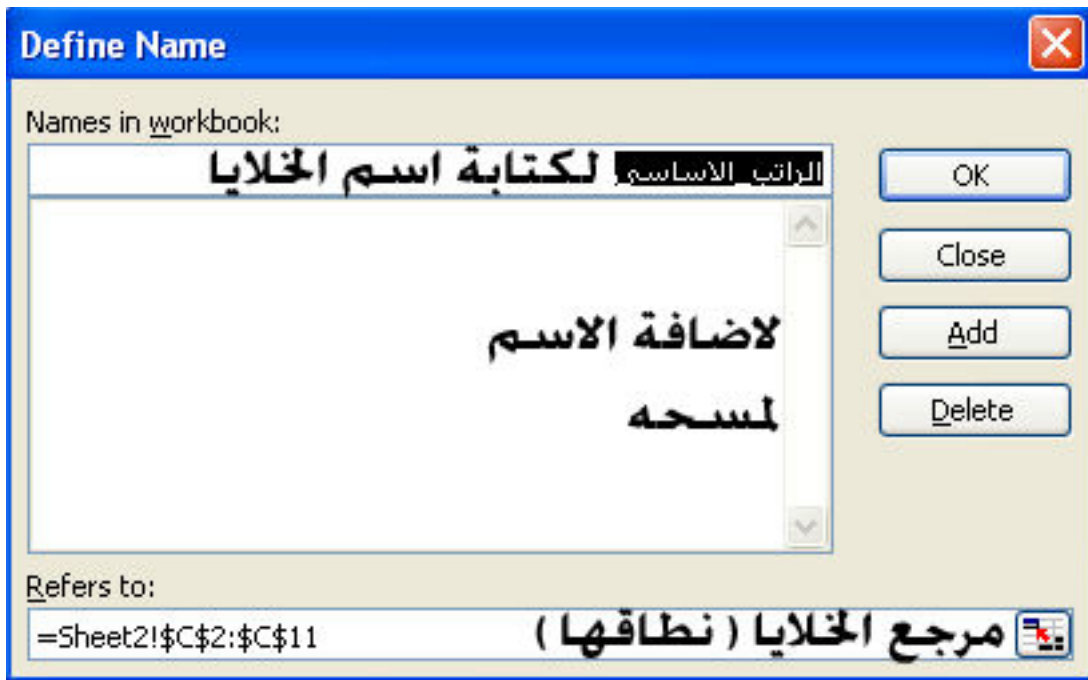 Define Name
Names in workbook:
الراتب_الاساسي لكتابة اسم الخلايا
OK
Close
لاضافة الاسم Add
لمسحه Delete
Refers to:
=Sheet2!$C$2:$C$11 مرجع الخلايا ( نطاقها )